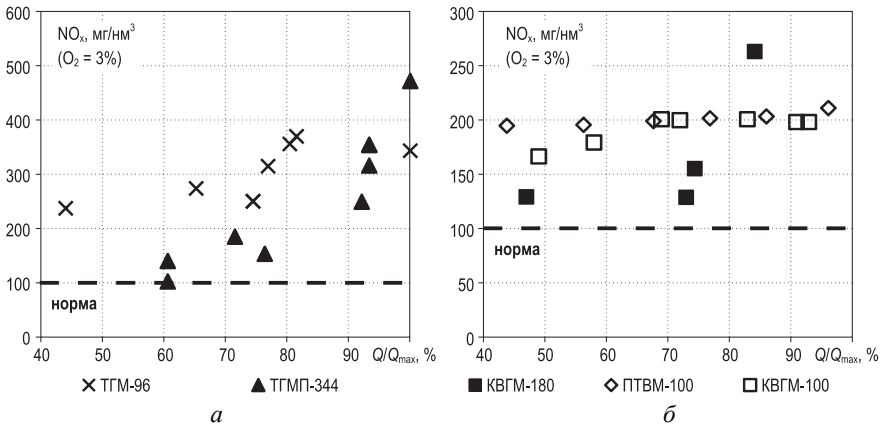 600
500
400
300
200
100
0
NOₓ, мг/нм³
(O₂ = 3%)
норма
40 50 60 70 80 90 Q/Qmax, %
ТГМ-96 ТГМП-344
а
300
250
200
150
100
50
0
NOₓ, мг/нм³
(O₂ = 3%)
норма
40 50 60 70 80 90 Q/Qmax, %
КВГМ-180 ПТВМ-100 КВГМ-100
б